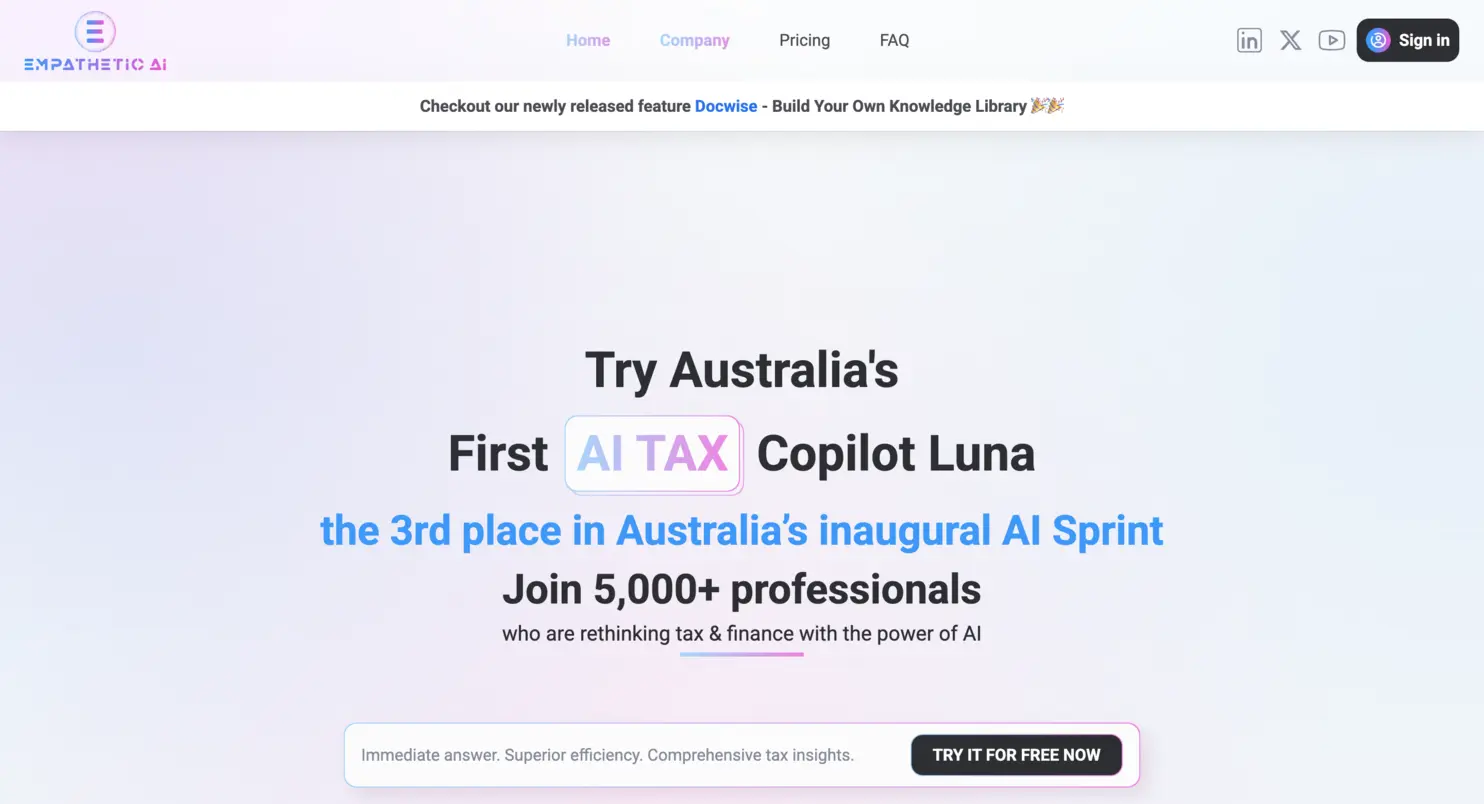 EMPATHETIC Ai
Home Company Pricing FAQ
Sign in
Checkout our newly released feature Docwise - Build Your Own Knowledge Library 🎉🎉
Try Australia's
First AI TAX Copilot Luna
the 3rd place in Australia’s inaugural AI Sprint
Join 5,000+ professionals
who are rethinking tax & finance with the power of AI
Immediate answer. Superior efficiency. Comprehensive tax insights.
TRY IT FOR FREE NOW